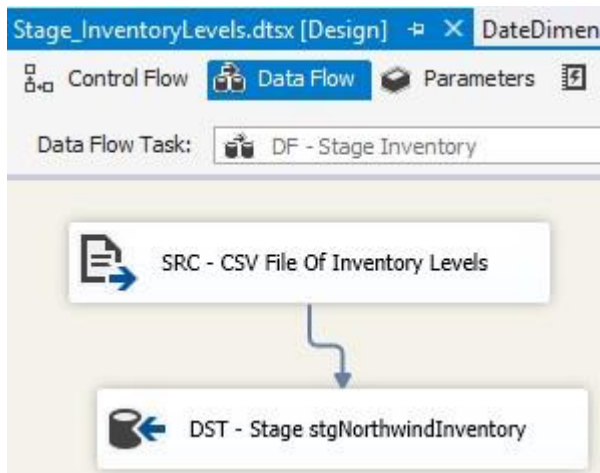 Stage_InventoryLevels.dtsx [Design] DateDimen
Control Flow Data Flow Parameters
Data Flow Task: DF - Stage Inventory
SRC - CSV File Of Inventory Levels
DST - Stage stgNorthwindInventory